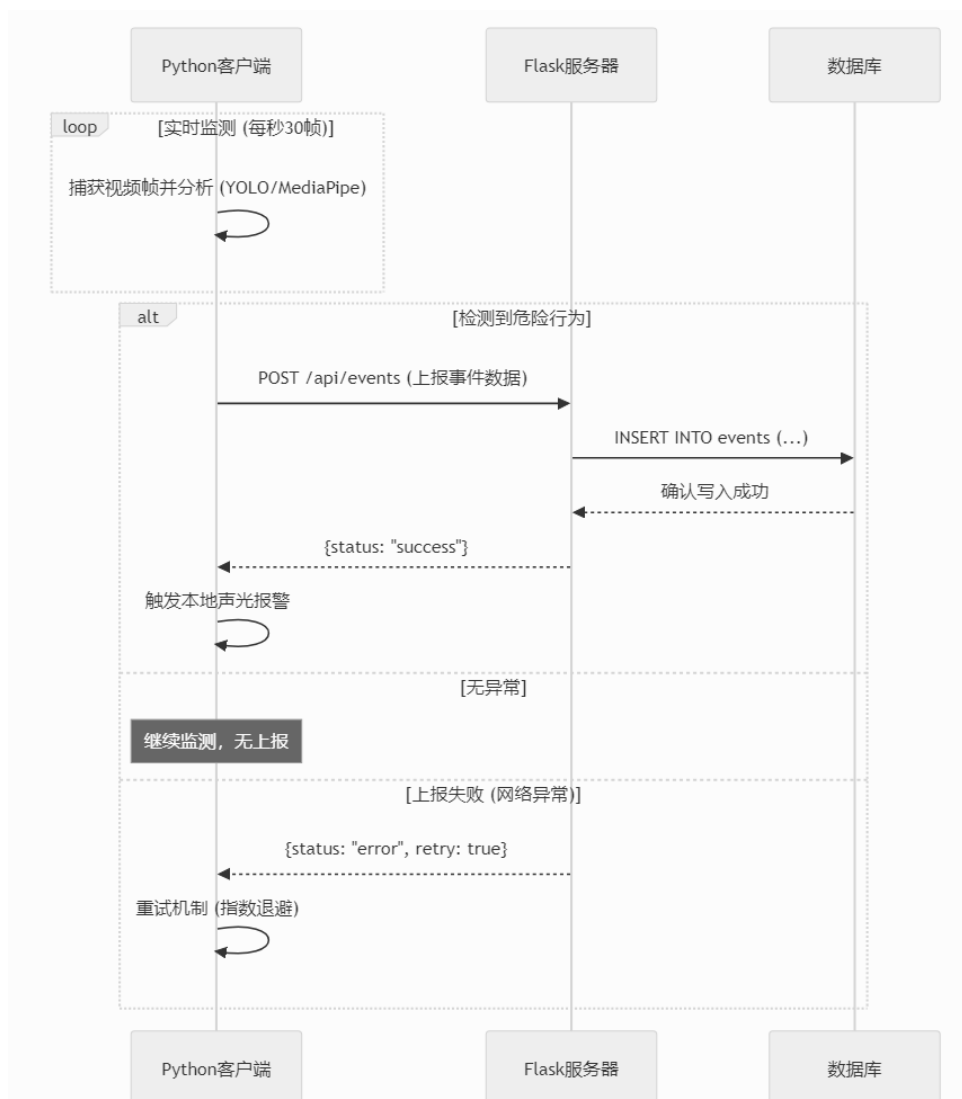 Python客户端 Flask服务器 数据库
loop [实时监测 (每秒30帧)]
捕获视频帧并分析 (YOLO/MediaPipe)
alt [检测到危险行为]
POST /api/events (上报事件数据)
INSERT INTO events (...)
确认写入成功
{status: "success"}
触发本地声光报警
[无异常]
继续监测，无上报
[上报失败 (网络异常)]
{status: "error", retry: true}
重试机制 (指数退避)
Python客户端 Flask服务器 数据库